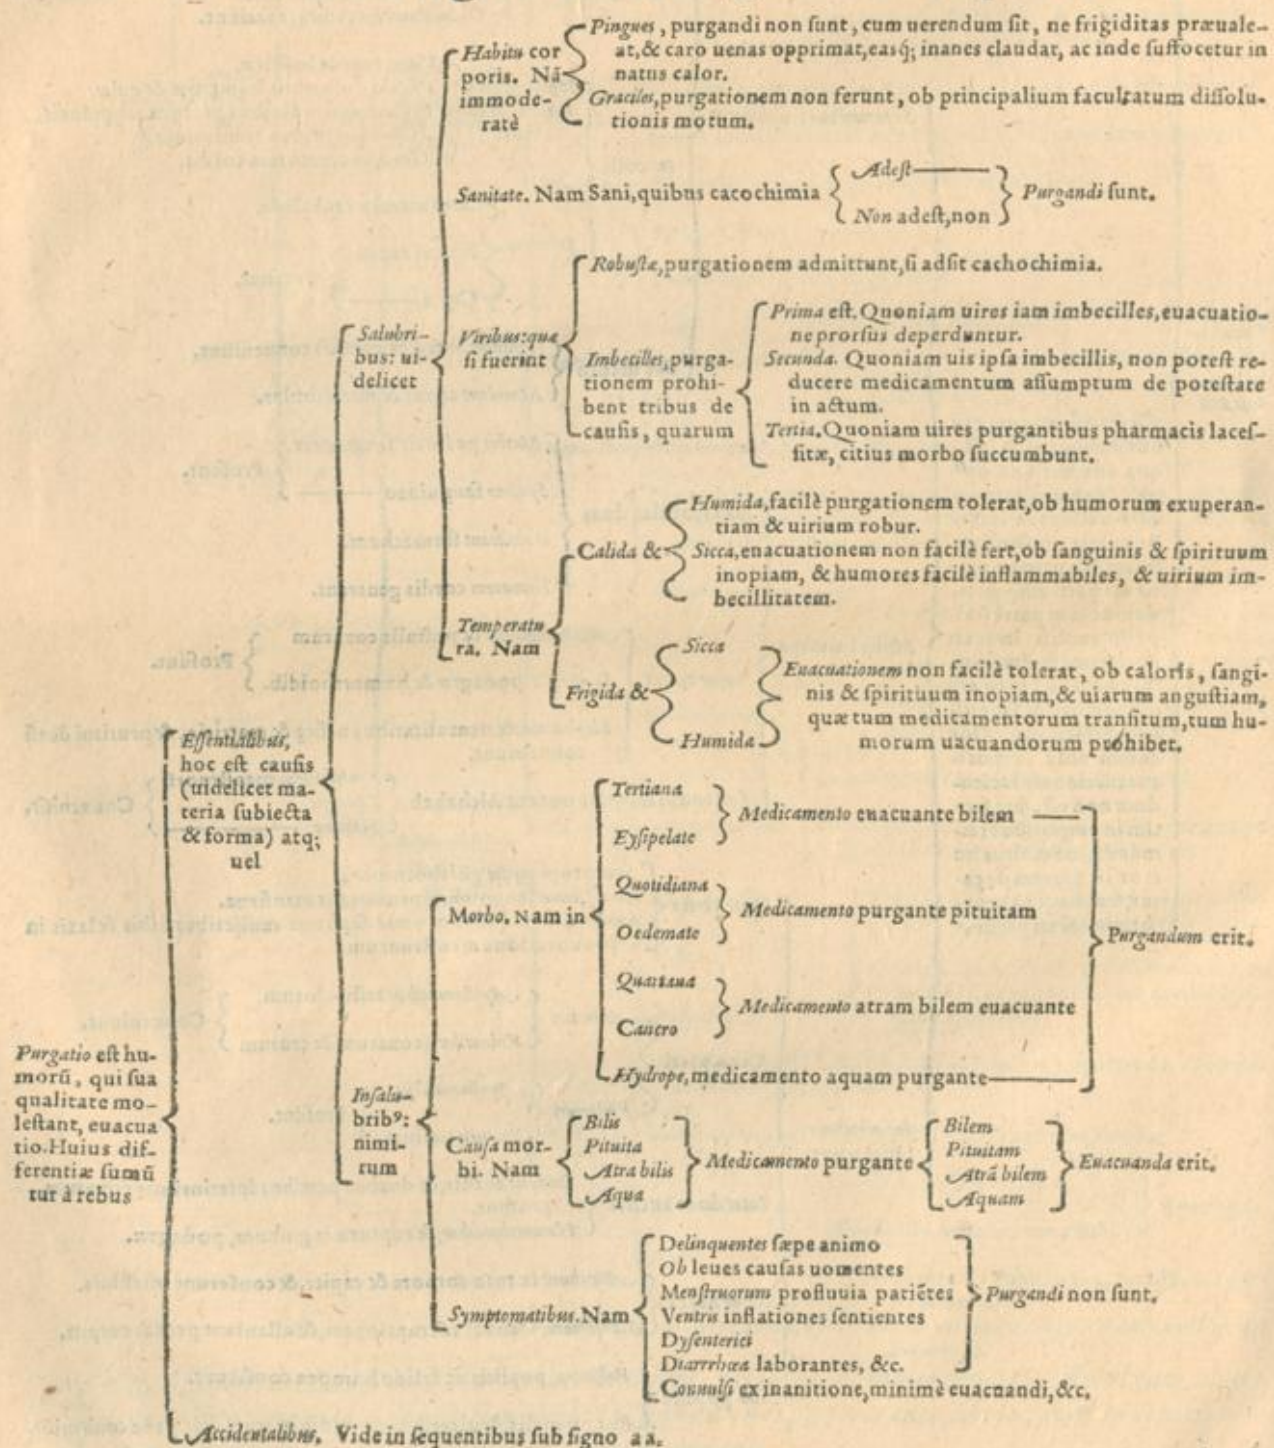 Pingues, purgandi non ſunt, cum uerendum ſit, ne frigiditas præuale-
at, & caro uenas opprimat, easq́; inanes claudat, ac inde ſuffocetur in
natus calor.
Habitu cor
poris. Nã
immode-
ratè
Graciles, purgationem non ferunt, ob principalium facultatum diſſolu-
tionis motum.
Sanitate. Nam Sani, quibus cacochimia
Adeſt
Non adeſt, non
Purgandi ſunt.
Salubri-
bus: ui-
delicet
Viribus: quæ
ſi fuerint
Robuſtæ, purgationem admittunt, ſi adſit cachochimia.
Imbecilles, purga-
tionem prohi-
bent tribus de
cauſis, quarum
Prima eſt. Quoniam uires iam imbecilles, euacuatio-
ne prorſus deperduntur.
Secunda. Quoniam uis ipſa imbecillis, non poteſt re-
ducere medicamentum aſſumptum de poteſtate
in actum.
Tertia. Quoniam uires purgantibus pharmacis laceſ-
ſitæ, citius morbo ſuccumbunt.
Temperatu
ra. Nam
Calida &
Humida, facilè purgationem tolerat, ob humorum exuperan-
tiam & uirium robur.
Sicca, enacuationem non facilè fert, ob ſanguinis & ſpirituum
inopiam, & humores facilè inflammabiles, & uirium im-
becillitatem.
Frigida &
Sicca
Humida
Euacuationem non facilè tolerat, ob caloris, ſangi-
nis & ſpirituum inopiam, & uiarum anguſtiam,
quæ tum medicamentorum tranſitum, tum hu-
morum uacuandorum prohibet.
Eſſentialibus,
hoc eſt cauſis
(uidelicet ma-
teria ſubiecta
& forma) atq;
uel
Morbo. Nam in
Tertiana
Eyſipelate
Medicamento enacuante bilem
Quotidiana
Oedemate
Medicamento purgante pituitam
Quartana
Cancro
Medicamento atram bilem euacuante
Hydrope, medicamento aquam purgante
Purgandum erit.
Purgatio eſt hu-
morũ, qui ſua
qualitate mo-
leſtant, euacua
tio. Huius dif-
ferentiæ ſumũ
tur à rebus
Inſalu-
brib⁹:
nimi-
rum
Cauſa mor-
bi. Nam
Bilis
Pituita
Atra bilis
Aqua
Medicamento purgante
Bilem
Pituitam
Atrã bilem
Aquam
Euacuanda erit.
Symptomatibus. Nam
Delinquentes ſæpe animo
Ob leues cauſas uomentes
Menſtruorum profluuia patiẽtes
Ventris inflationes ſentientes
Dyſenterici
Diarrhœa laborantes, &c.
Purgandi non ſunt.
Conuulſi ex inanitione, minimè euacuandi, &c.
Accidentalibus. Vide in ſequentibus ſub ſigno aa.